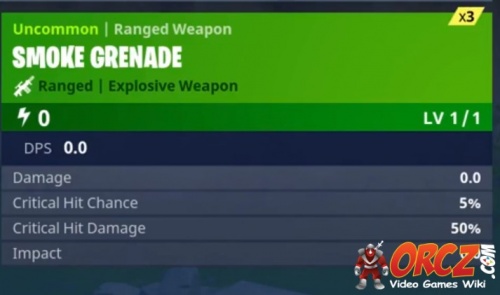 x3
Uncommon | Ranged Weapon
SMOKE GRENADE
Ranged | Explosive Weapon
0 LV 1/1
DPS 0.0
Damage 0.0
Critical Hit Chance 5%
Critical Hit Damage 50%
Impact
ORCZ.com
Video Games Wiki